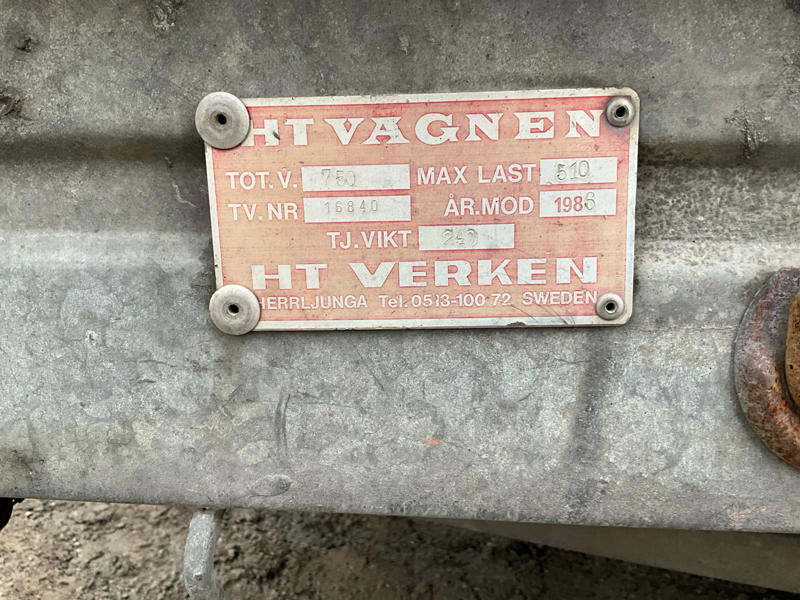 HT VAGNEN
TOT. V. 750 MAX LAST 510
TV. NR 16840 ÅR. MOD 1986
TJ. VIKT 240
HT VERKEN
HERRLJUNGA Tel. 0513-100 72 SWEDEN